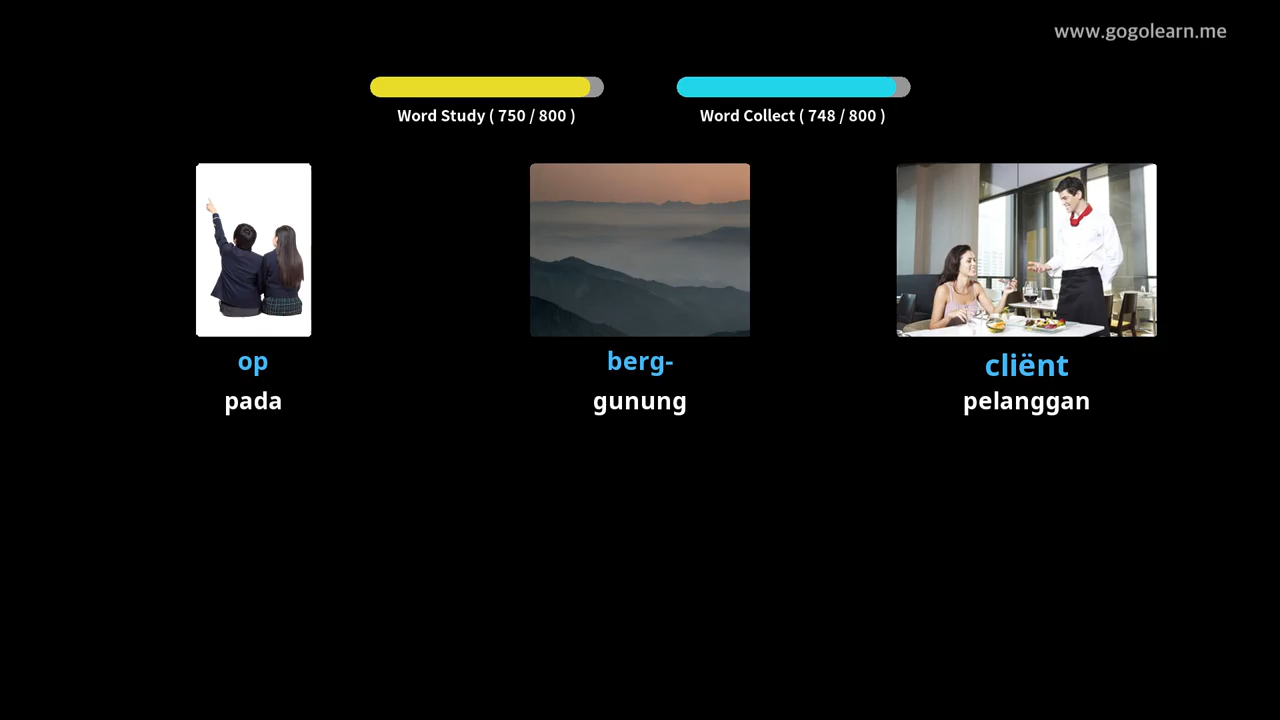 www.gogolearn.me
Word Study ( 750 / 800 )
Word Collect ( 748 / 800 )
op
pada
berg-
gunung
cliënt
pelanggan